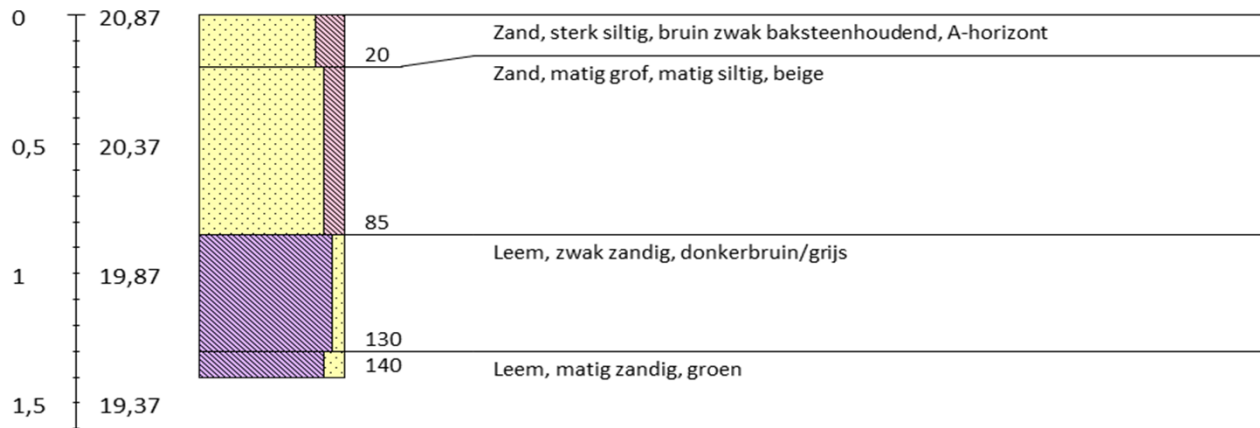 0 20,87
Zand, sterk siltig, bruin zwak baksteenhoudend, A-horizont
20
Zand, matig grof, matig siltig, beige
0,5 20,37
85
Leem, zwak zandig, donkerbruin/grijs
1 19,87
130
140
Leem, matig zandig, groen
1,5 19,37